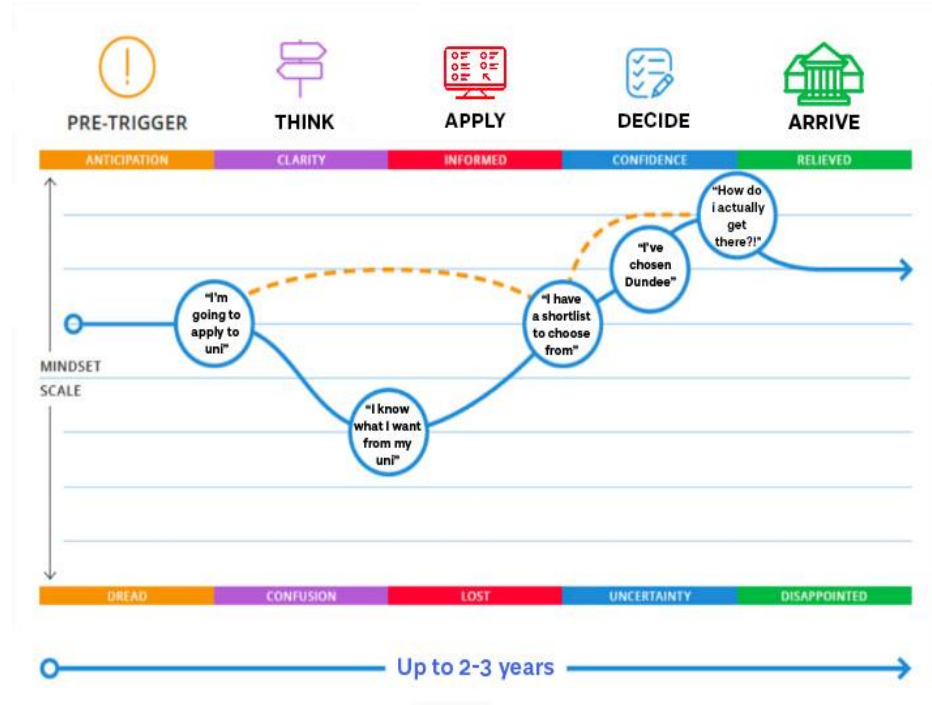 PRE-TRIGGER
THINK
APPLY
DECIDE
ARRIVE
ANTICIPATION
CLARITY
INFORMED
CONFIDENCE
RELIEVED
"How do
i actually
get
there?!"
"I've
chosen
Dundee"
"I'm
going to
apply to
uni"
"I have
a shortlist
to choose
from"
MINDSET
SCALE
"I know
what I want
from my
uni"
DREAD
CONFUSION
LOST
UNCERTAINTY
DISAPPOINTED
Up to 2-3 years